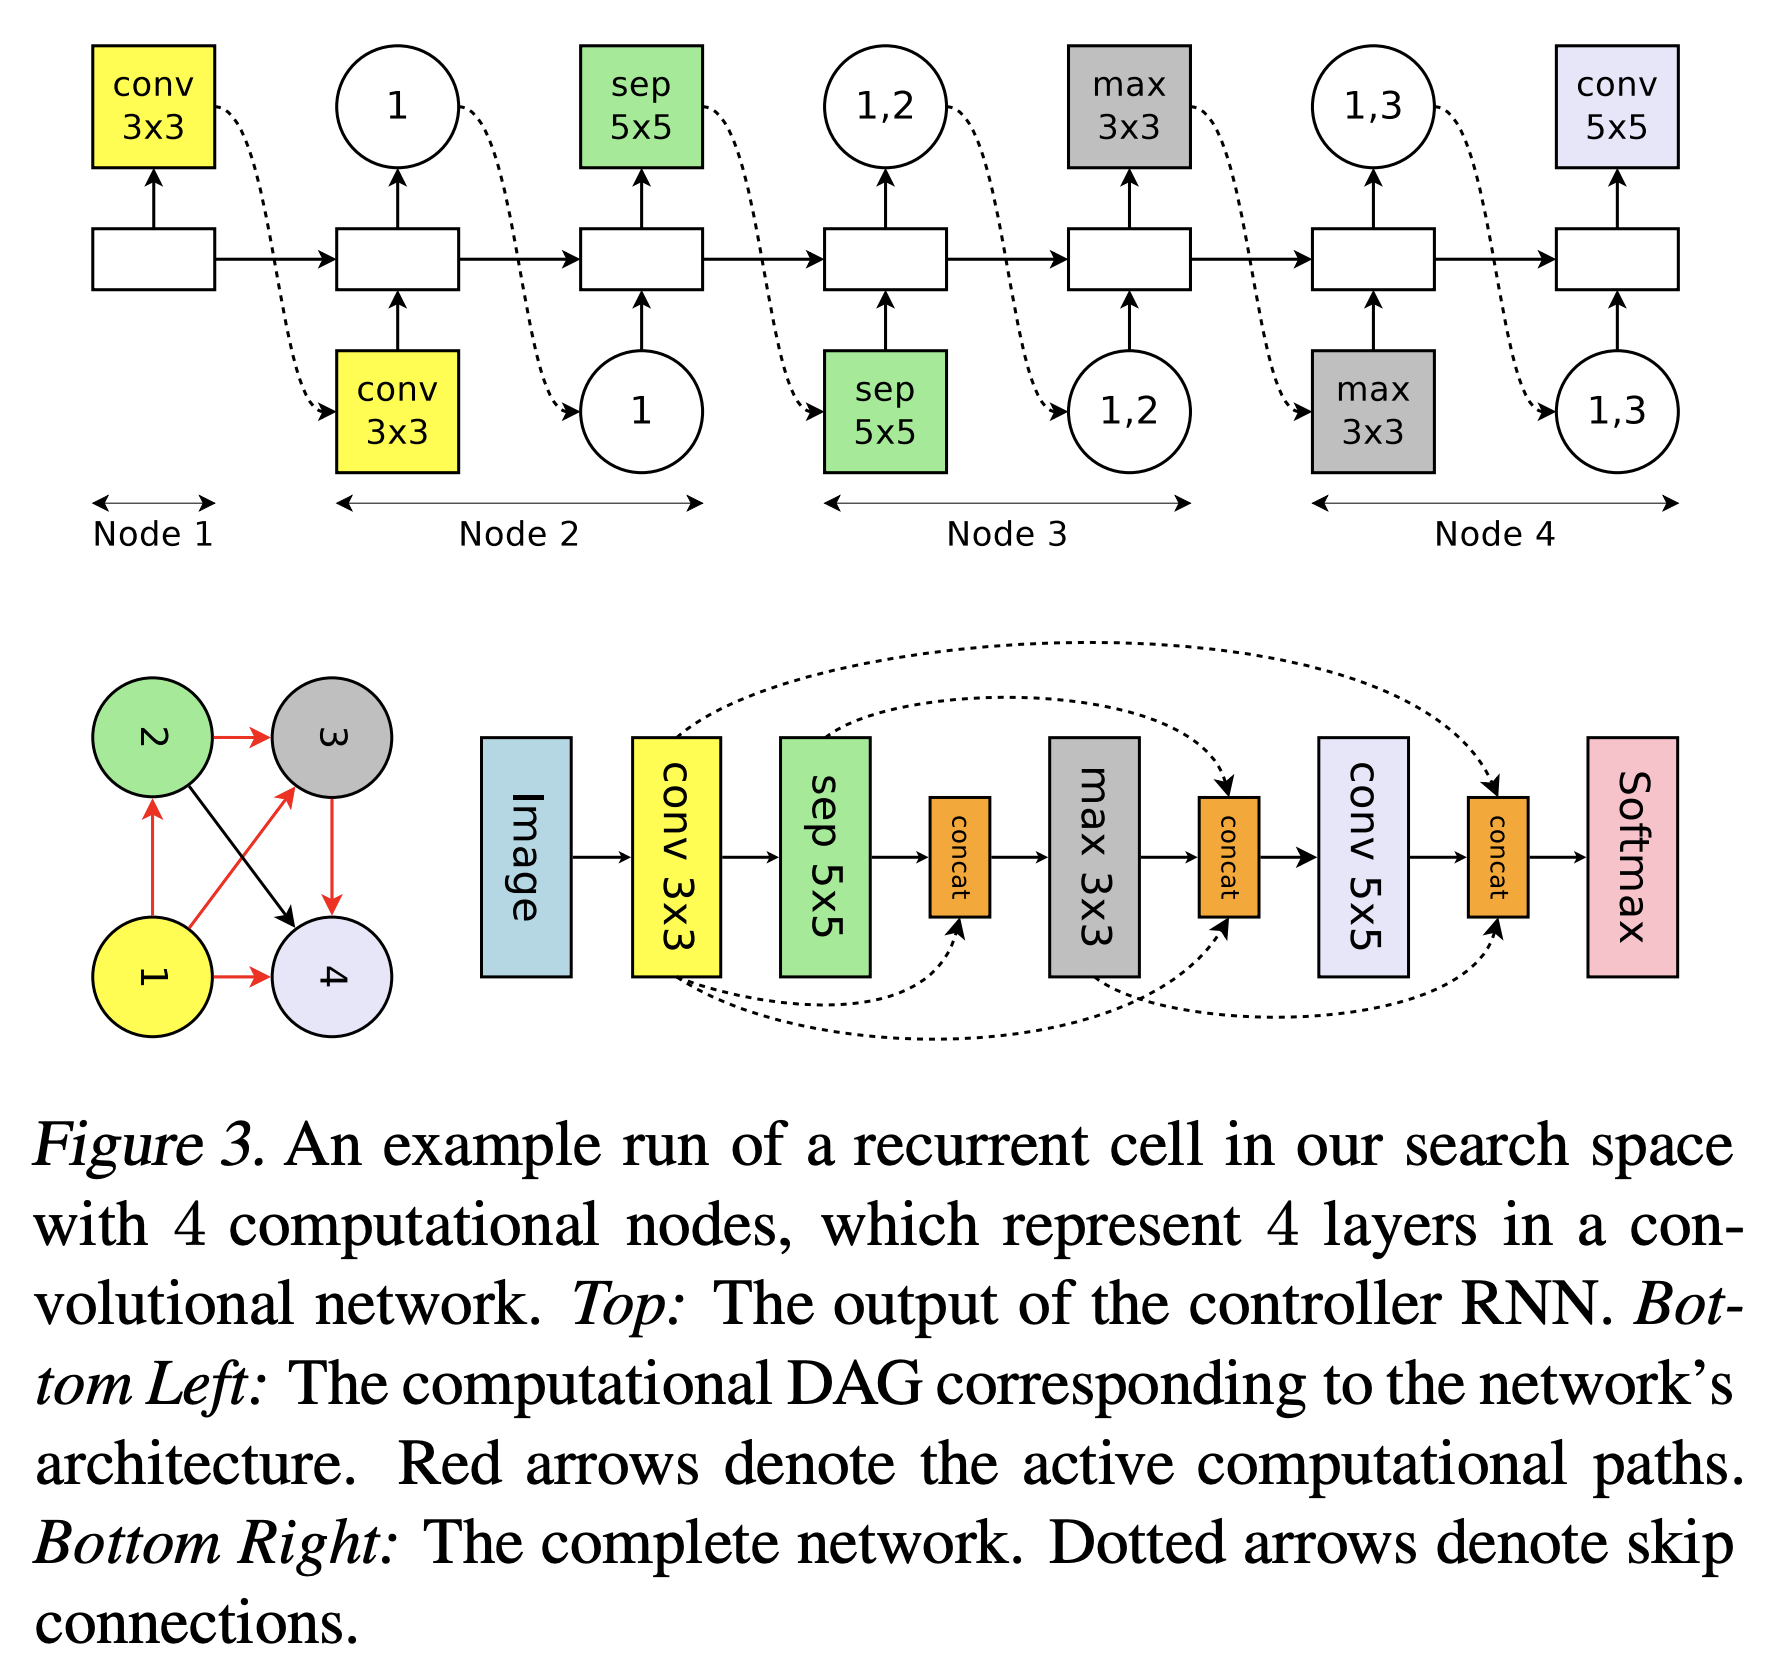 conv
3x3
1
sep
5x5
1,2
max
3x3
1,3
conv
5x5
conv
3x3
1
sep
5x5
1,2
max
3x3
1,3
Node 1
Node 2
Node 3
Node 4
2
3
1
4
Image
conv 3x3
sep 5x5
concat
max 3x3
concat
conv 5x5
concat
Softmax
Figure 3. An example run of a recurrent cell in our search space
with 4 computational nodes, which represent 4 layers in a con-
volutional network. Top: The output of the controller RNN. Bot-
tom Left: The computational DAG corresponding to the network’s
architecture. Red arrows denote the active computational paths.
Bottom Right: The complete network. Dotted arrows denote skip
connections.